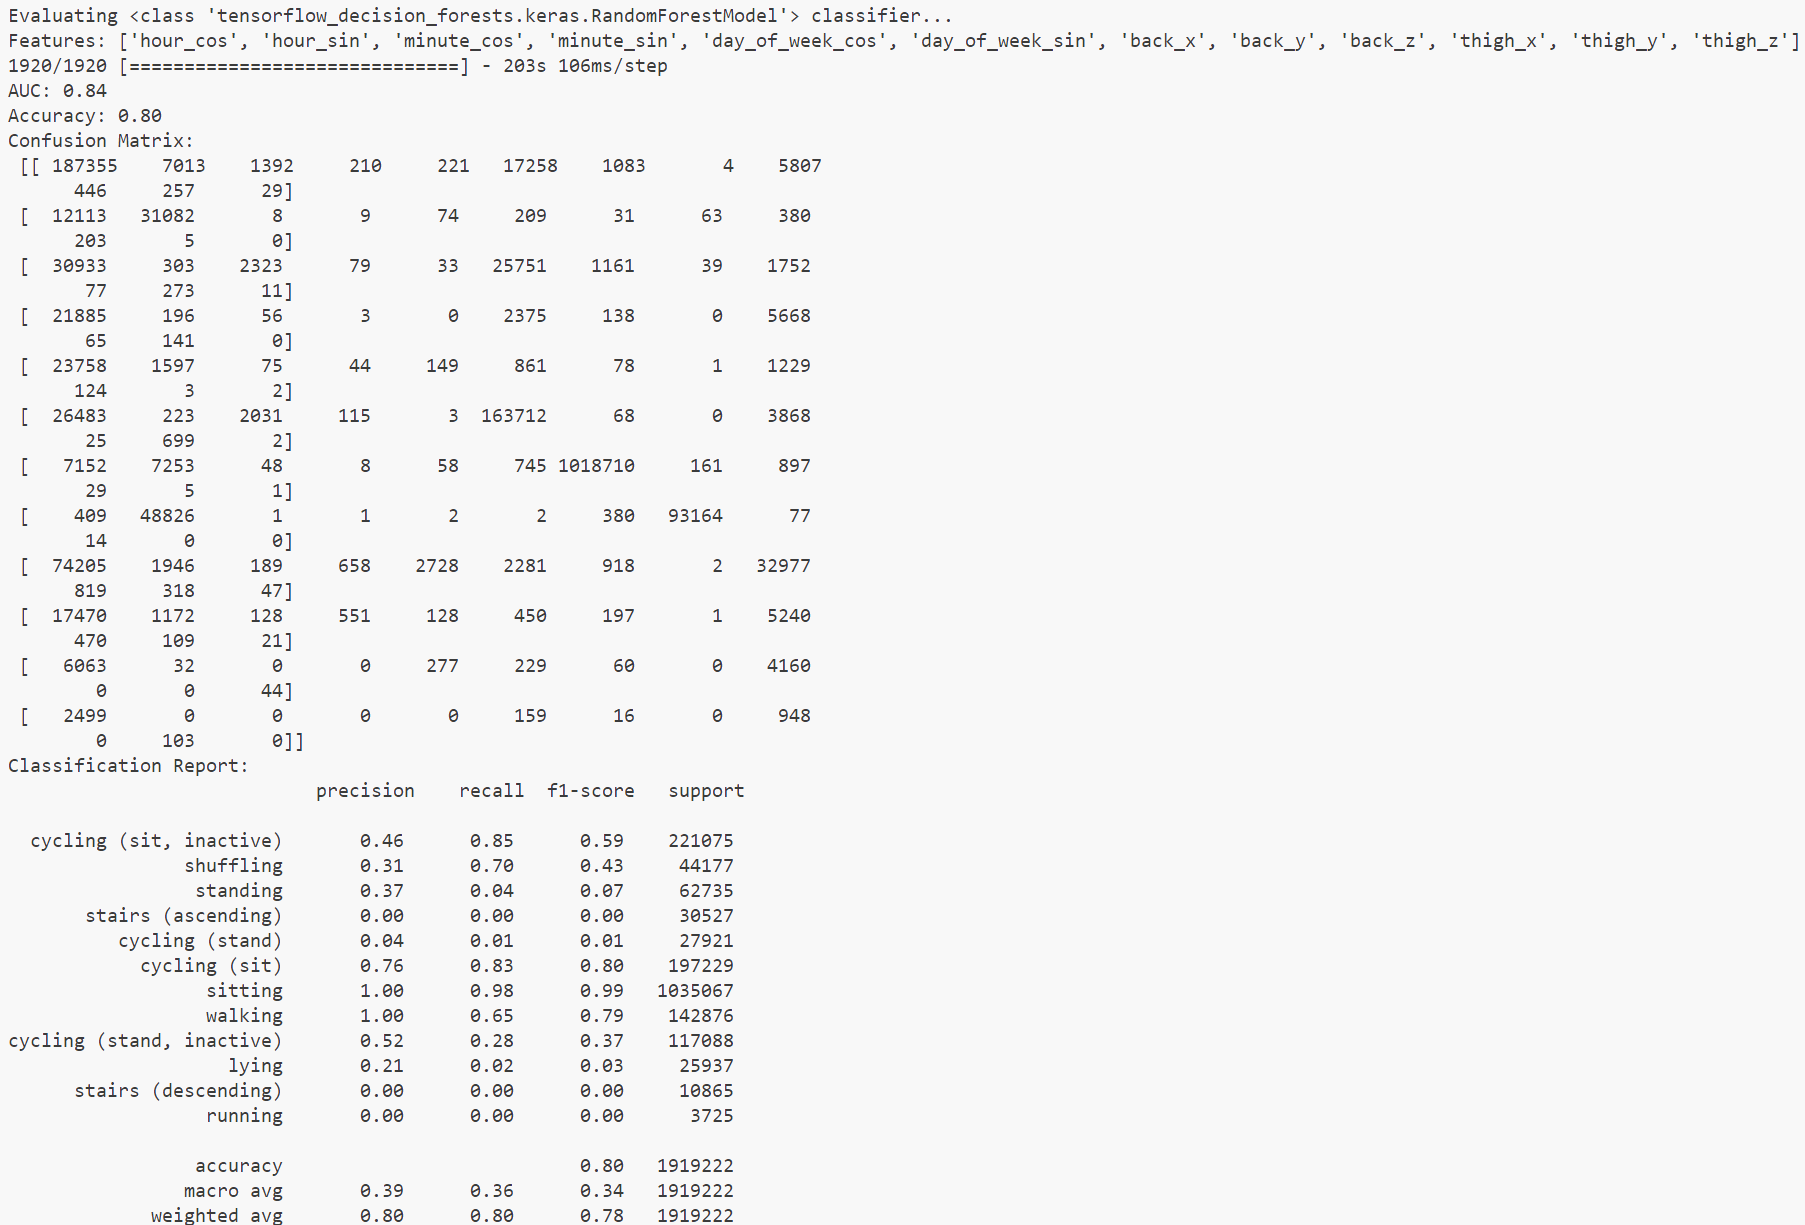 Evaluating <class 'tensorflow_decision_forests.keras.RandomForestModel'> classifier...
Features: ['hour_cos', 'hour_sin', 'minute_cos', 'minute_sin', 'day_of_week_cos', 'day_of_week_sin', 'back_x', 'back_y', 'back_z', 'thigh_x', 'thigh_y', 'thigh_z']
1920/1920 [==============================] - 203s 106ms/step
AUC: 0.84
Accuracy: 0.80
Confusion Matrix:
[[ 187355 7013 1392 210 221 17258 1083 4 5807
446 257 29]
[ 12113 31082 8 9 74 209 31 63 380
203 5 0]
[ 30933 303 2323 79 33 25751 1161 39 1752
77 273 11]
[ 21885 196 56 3 0 2375 138 0 5668
65 141 0]
[ 23758 1597 75 44 149 861 78 1 1229
124 3 2]
[ 26483 223 2031 115 3 163712 68 0 3868
25 699 2]
[ 7152 7253 48 8 58 745 1018710 161 897
29 5 1]
[ 409 48826 1 1 2 2 380 93164 77
14 0 0]
[ 74205 1946 189 658 2728 2281 918 2 32977
819 318 47]
[ 17470 1172 128 551 128 450 197 1 5240
470 109 21]
[ 6063 32 0 0 277 229 60 0 4160
0 0 44]
[ 2499 0 0 0 0 159 16 0 948
0 103 0]]
Classification Report:
precision recall f1-score support
cycling (sit, inactive) 0.46 0.85 0.59 221075
shuffling 0.31 0.70 0.43 44177
standing 0.37 0.04 0.07 62735
stairs (ascending) 0.00 0.00 0.00 30527
cycling (stand) 0.04 0.01 0.01 27921
cycling (sit) 0.76 0.83 0.80 197229
sitting 1.00 0.98 0.99 1035067
walking 1.00 0.65 0.79 142876
cycling (stand, inactive) 0.52 0.28 0.37 117088
lying 0.21 0.02 0.03 25937
stairs (descending) 0.00 0.00 0.00 10865
running 0.00 0.00 0.00 3725
accuracy 0.80 1919222
macro avg 0.39 0.36 0.34 1919222
weighted avg 0.80 0.80 0.78 1919222